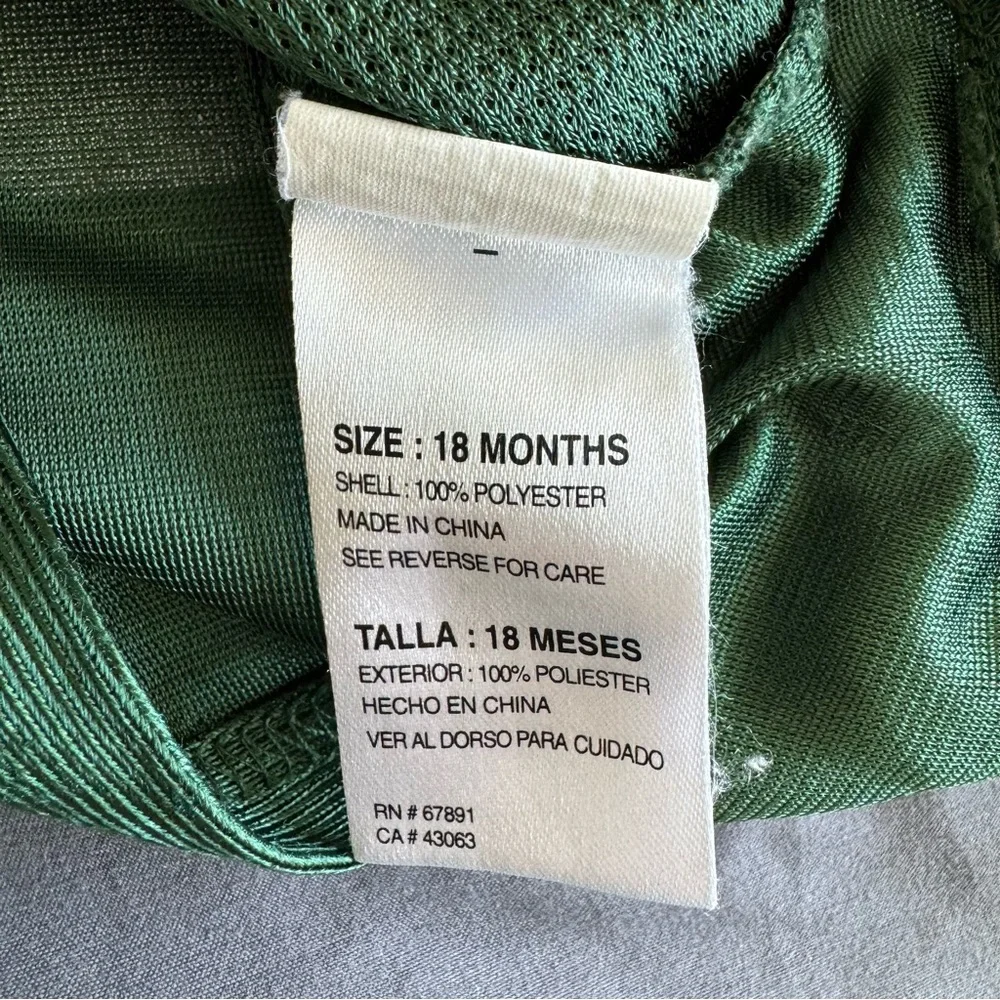 SIZE : 18 MONTHS
SHELL : 100% POLYESTER
MADE IN CHINA
SEE REVERSE FOR CARE
TALLA : 18 MESES
EXTERIOR : 100% POLIESTER
HECHO EN CHINA
VER AL DORSO PARA CUIDADO
RN # 67891
CA # 43063